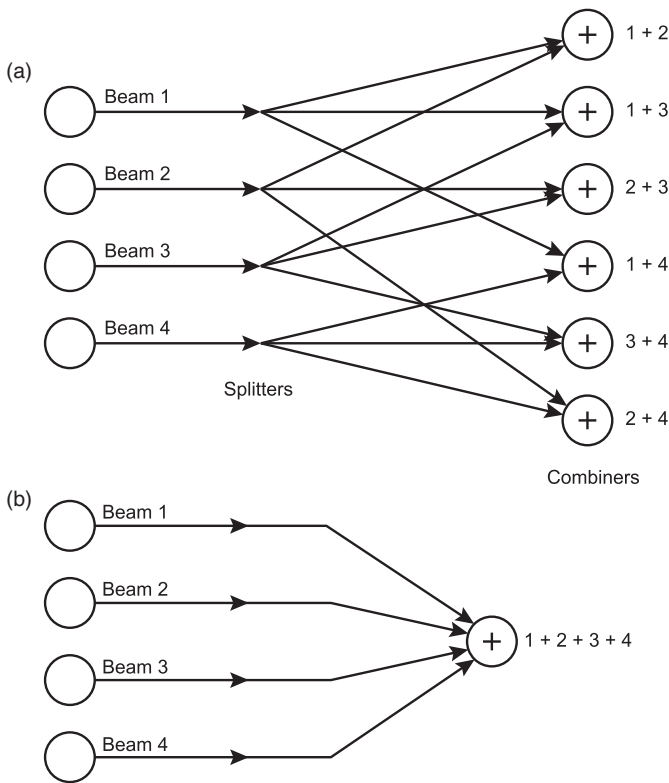 (a)
Beam 1
Beam 2
Beam 3
Beam 4
Splitters
+ 1 + 2
+ 1 + 3
+ 2 + 3
+ 1 + 4
+ 3 + 4
+ 2 + 4
Combiners
(b)
Beam 1
Beam 2
Beam 3
Beam 4
+ 1 + 2 + 3 + 4